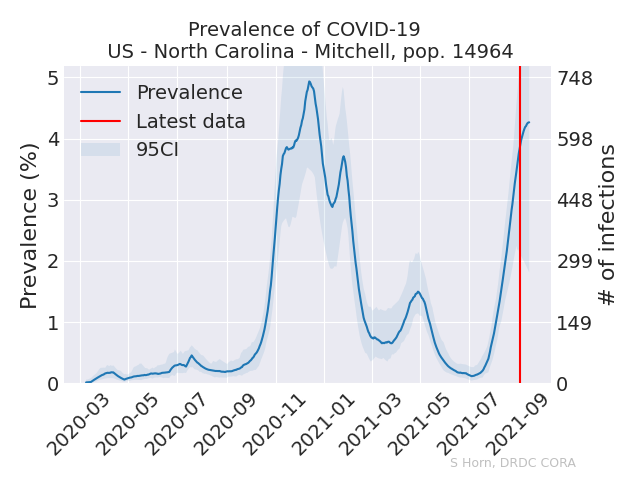 Prevalence of COVID-19
US - North Carolina - Mitchell, pop. 14964
Prevalence
Latest data
95CI
Prevalence (%)
5
4
3
2
1
0
748
598
448
299
149
0
# of infections
2020-03
2020-05
2020-07
2020-09
2020-11
2021-01
2021-03
2021-05
2021-07
2021-09
S Horn, DRDC CORA